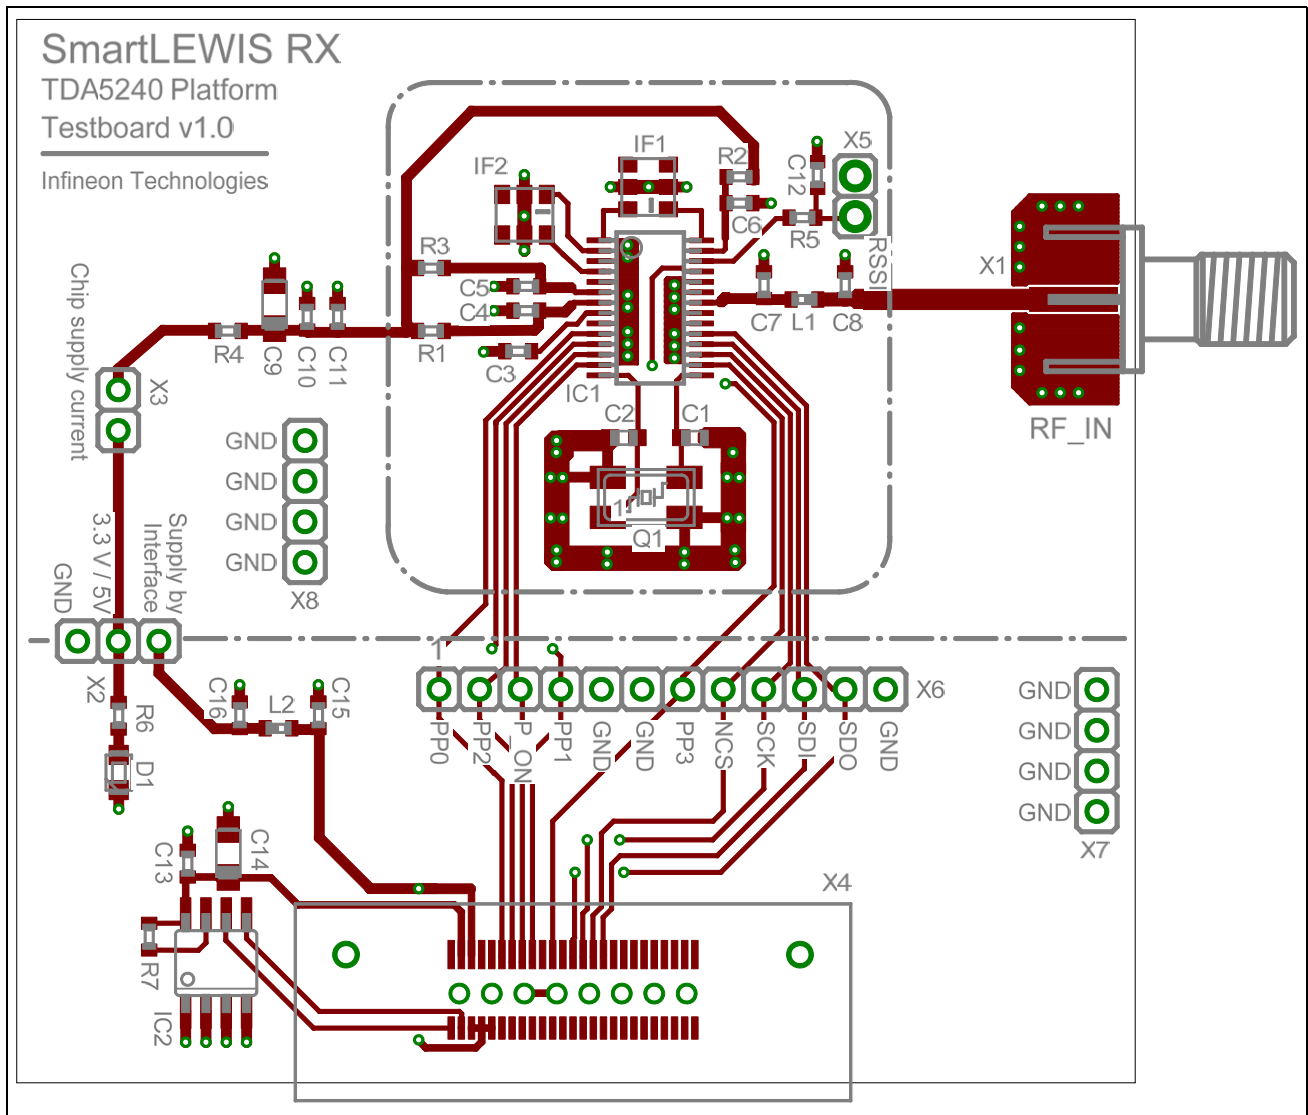 SmartLEWIS RX
TDA5240 Platform
Testboard v1.0
Infineon Technologies
IF1
IF2
R2
C12
X5
C6
R5
RSSI
X1
R3
C5
C4
R1
C3
IC1
C7
L1
C8
RF_IN
Chip supply current
X3
R4
C9
C10
C11
C2
C1
1
Q1
GND
GND
GND
GND
X8
GND
3.3 V / 5V
Supply by
Interface
X2
R6
D1
C16
L2
C15
1
X6
PP0
PP2
P_ON
PP1
GND
GND
PP3
NCS
SCK
SDI
SDO
GND
GND
GND
GND
GND
X7
C13
C14
R7
IC2
X4